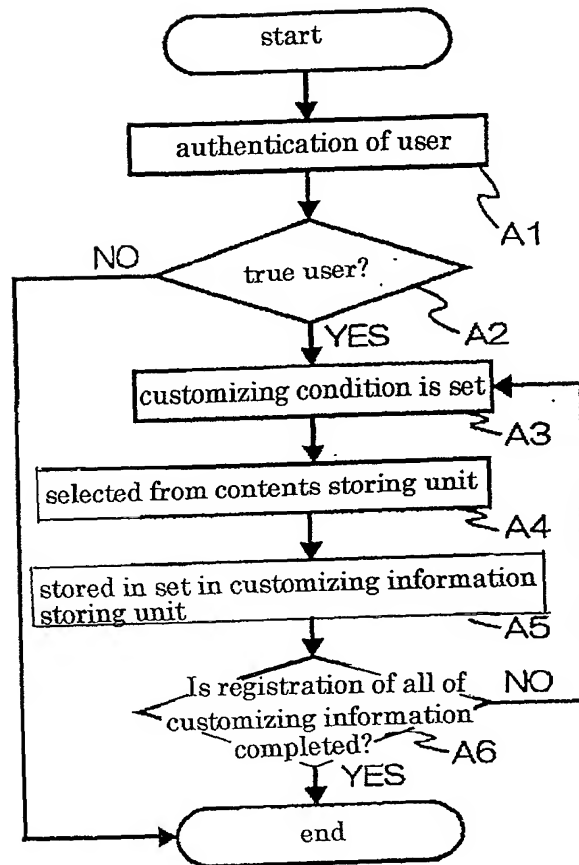 start
authentication of user
A1
NO
true user?
A2
YES
customizing condition is set
A3
selected from contents storing unit
A4
stored in set in customizing information
storing unit
A5
Is registration of all of
customizing information
completed?
NO
A6
YES
end